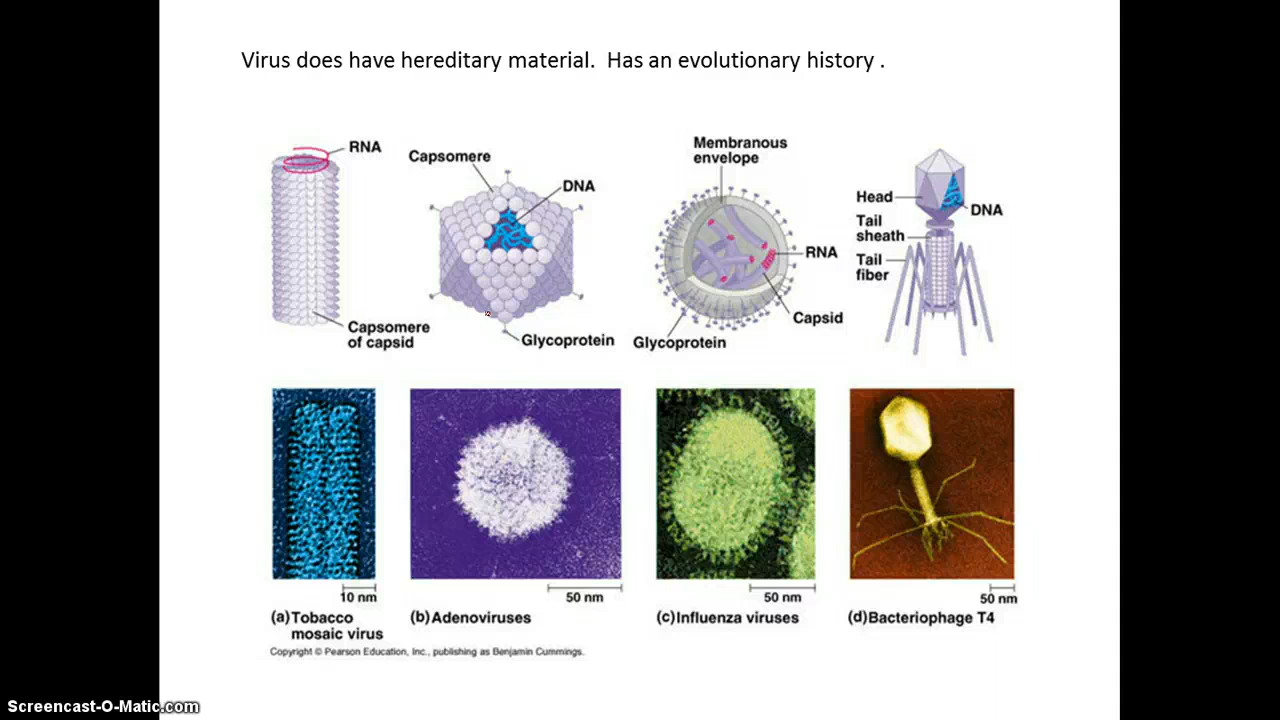 Virus does have hereditary material.  Has an evolutionary history .
RNA
Capsomere
of capsid
Capsomere
DNA
Glycoprotein
Membranous
envelope
RNA
Capsid
Glycoprotein
Head
DNA
Tail
sheath
Tail
fiber
10 nm
50 nm
50 nm
50 nm
(a) Tobacco
mosaic virus
(b) Adenoviruses
(c) Influenza viruses
(d) Bacteriophage T4
Copyright © Pearson Education, Inc., publishing as Benjamin Cummings.
Screencast-O-Matic.com